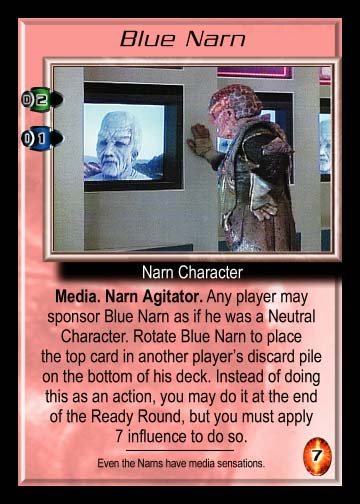 Blue Narn
D 2
D 1
Narn Character
Media. Narn Agitator. Any player may
sponsor Blue Narn as if he was a Neutral
Character. Rotate Blue Narn to place
the top card in another player's discard pile
on the bottom of his deck. Instead of doing
this as an action, you may do it at the end
of the Ready Round, but you must apply
7 influence to do so.
Even the Narns have media sensations.
7